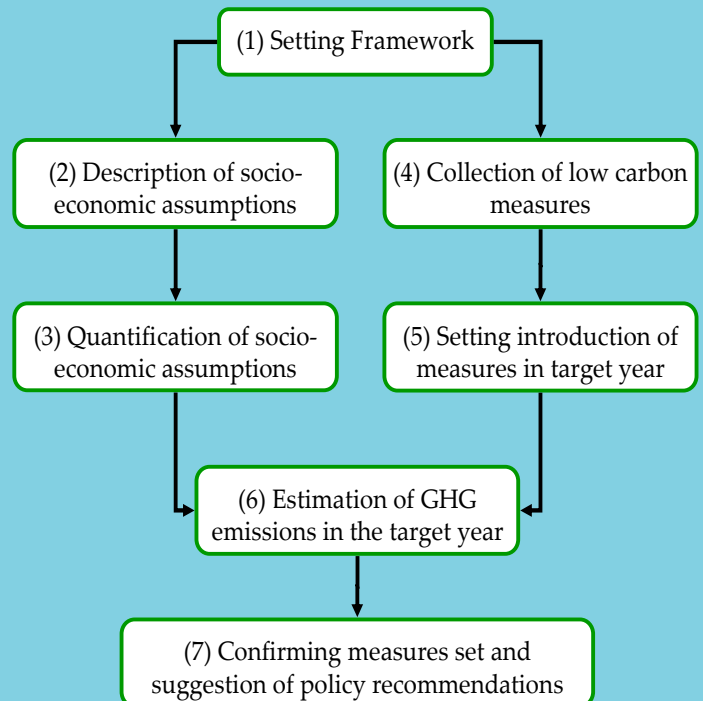 (1) Setting Framework
(2) Description of socio-
economic assumptions
(4) Collection of low carbon
measures
(3) Quantification of socio-
economic assumptions
(5) Setting introduction of
measures in target year
(6) Estimation of GHG
emissions in the target year
(7) Confirming measures set and
suggestion of policy recommendations